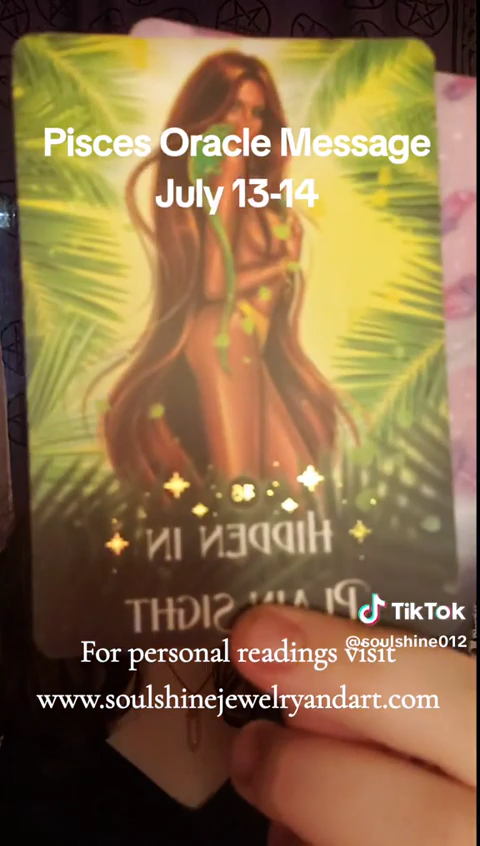 Pisces Oracle Message
July 13-14
HIDDEN IN
PLAIN SIGHT
TikTok
@soulshine012
For personal readings visit
www.soulshinejewelryandart.com